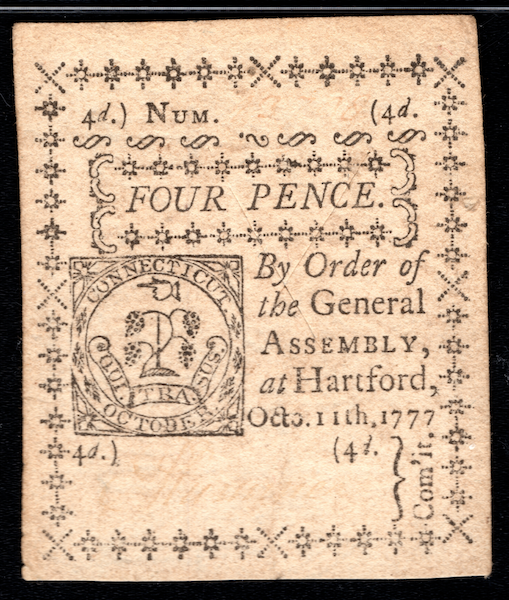 4d.) NUM. (4d.
FOUR PENCE.
By Order of
the General
ASSEMBLY,
at Hartford,
Octo. 11th, 1777
CONNECTICUT
QUI TRA SUS
OCTOBER
4d.) (4d.
Com'it.